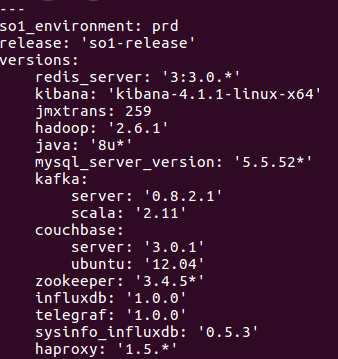 ---
so1_environment: prd
release: 'so1-release'
versions:
    redis_server: '3:3.0.*'
    kibana: 'kibana-4.1.1-linux-x64'
    jmxtrans: 259
    hadoop: '2.6.1'
    java: '8u*'
    mysql_server_version: '5.5.52*'
    kafka:
        server: '0.8.2.1'
        scala: '2.11'
    couchbase:
        server: '3.0.1'
        ubuntu: '12.04'
    zookeeper: '3.4.5*'
    influxdb: '1.0.0'
    telegraf: '1.0.0'
    sysinfo_influxdb: '0.5.3'
    haproxy: '1.5.*'